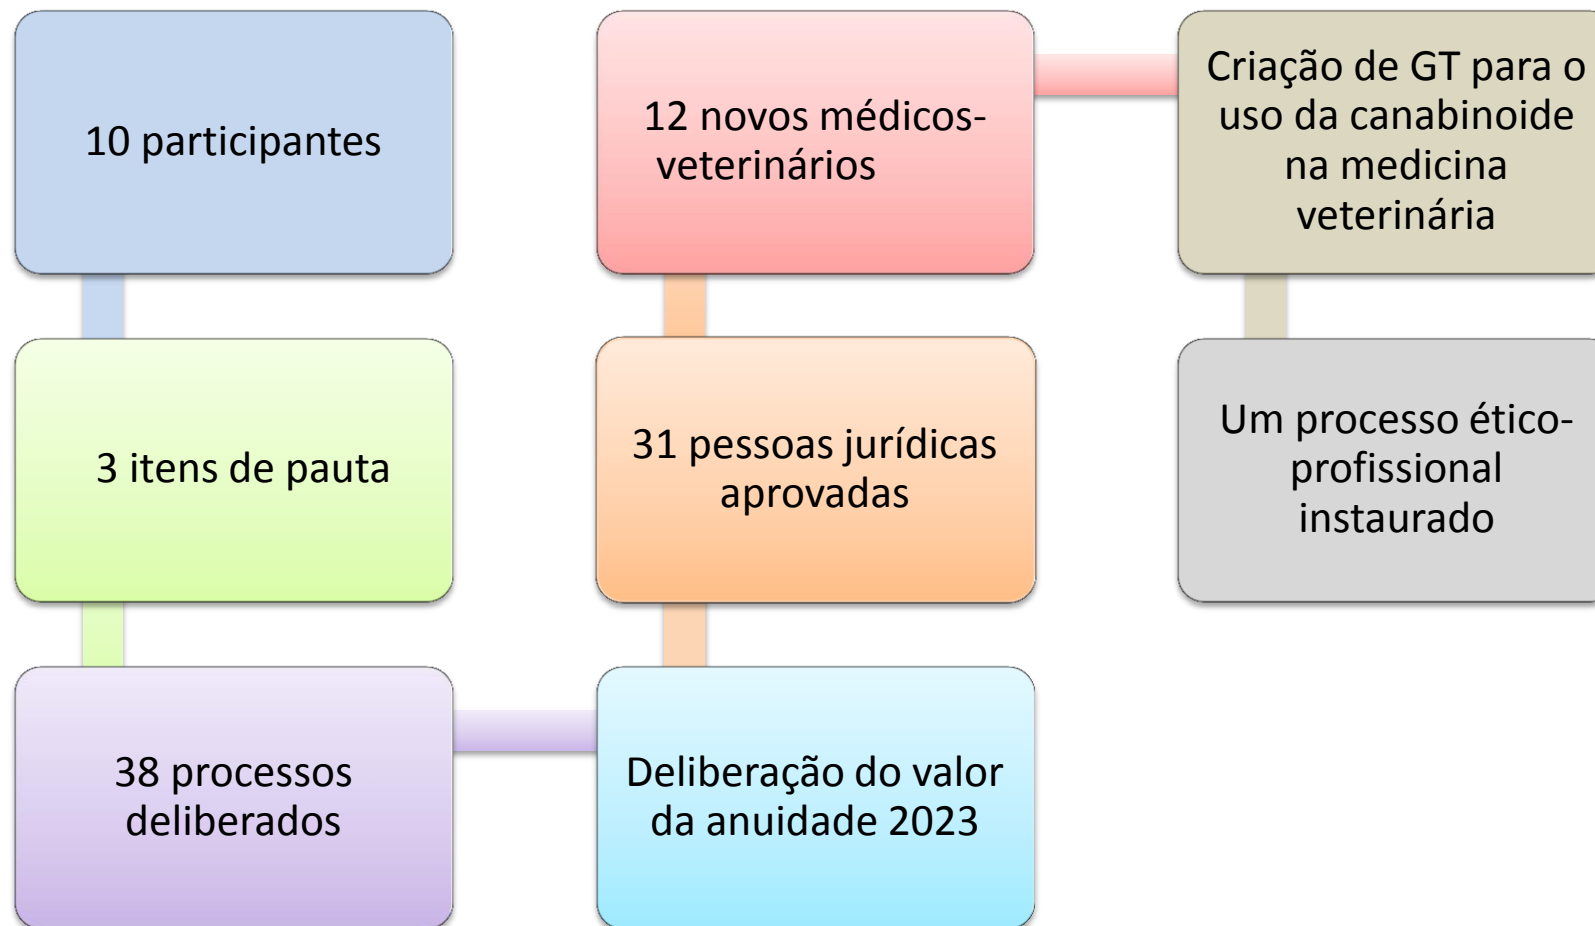 10 participantes
3 itens de pauta
38 processos
deliberados
Deliberação do valor
da anuidade 2023
31 pessoas jurídicas
aprovadas
12 novos médicos-
veterinários
Criação de GT para o
uso da canabinoide
na medicina
veterinária
Um processo ético-
profissional
instaurado